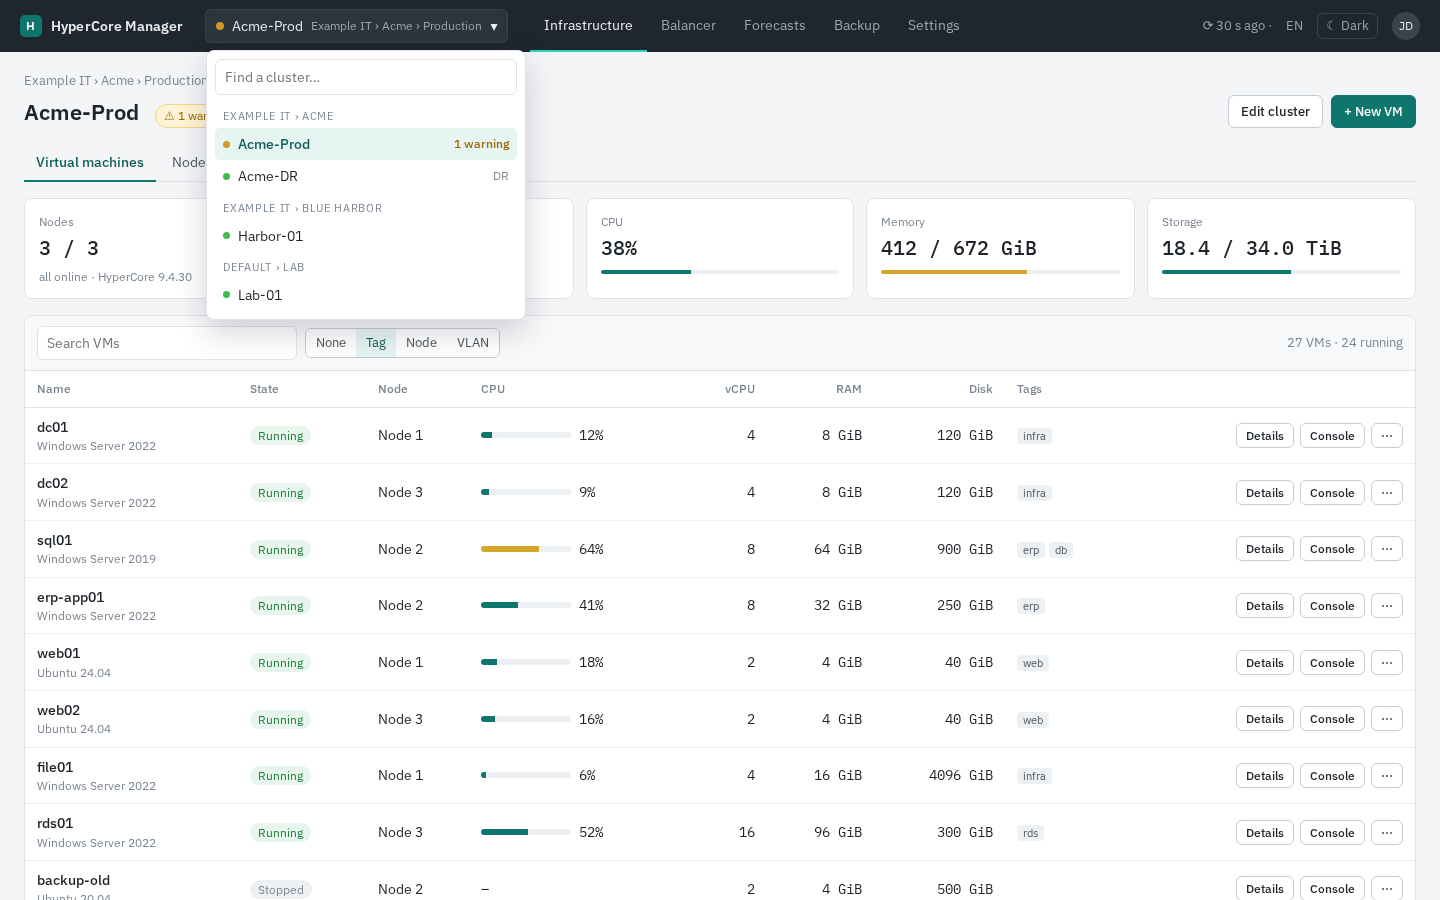 H HyperCore Manager Acme-Prod Example IT › Acme › Production ▾ Infrastructure Balancer Forecasts Backup Settings ⟳ 30 s ago · EN ☾ Dark JD
Example IT › Acme › Production
Acme-Prod ⚠ 1 war
Edit cluster + New VM
Find a cluster...
EXAMPLE IT › ACME
Acme-Prod 1 warning
Acme-DR DR
EXAMPLE IT › BLUE HARBOR
Harbor-01
DEFAULT › LAB
Lab-01
Virtual machines Node
Nodes
3 / 3
all online · HyperCore 9.4.30
CPU
38%
Memory
412 / 672 GiB
Storage
18.4 / 34.0 TiB
Search VMs None Tag Node VLAN 27 VMs · 24 running
Name State Node CPU vCPU RAM Disk Tags
dc01
Windows Server 2022
Running Node 1 12% 4 8 GiB 120 GiB infra Details Console ···
dc02
Windows Server 2022
Running Node 3 9% 4 8 GiB 120 GiB infra Details Console ···
sql01
Windows Server 2019
Running Node 2 64% 8 64 GiB 900 GiB erp db Details Console ···
erp-app01
Windows Server 2022
Running Node 2 41% 8 32 GiB 250 GiB erp Details Console ···
web01
Ubuntu 24.04
Running Node 1 18% 2 4 GiB 40 GiB web Details Console ···
web02
Ubuntu 24.04
Running Node 3 16% 2 4 GiB 40 GiB web Details Console ···
file01
Windows Server 2022
Running Node 1 6% 4 16 GiB 4096 GiB infra Details Console ···
rds01
Windows Server 2022
Running Node 3 52% 16 96 GiB 300 GiB rds Details Console ···
backup-old
Ubuntu 20.04
Stopped Node 2 – 2 4 GiB 500 GiB Details Console ···